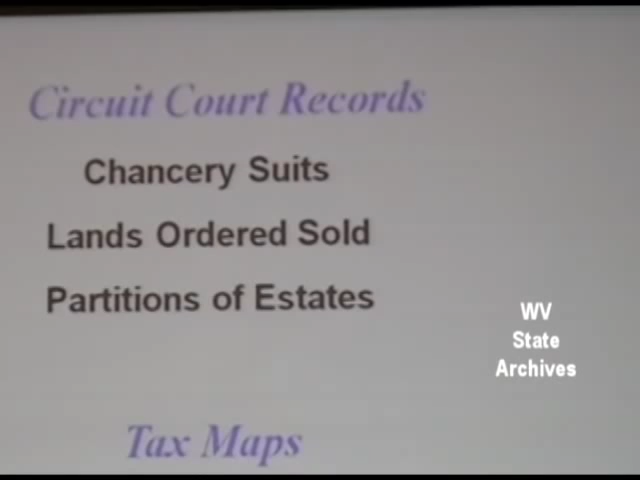 Circuit Court Records
Chancery Suits
Lands Ordered Sold
Partitions of Estates
WV
State
Archives
Tax Maps